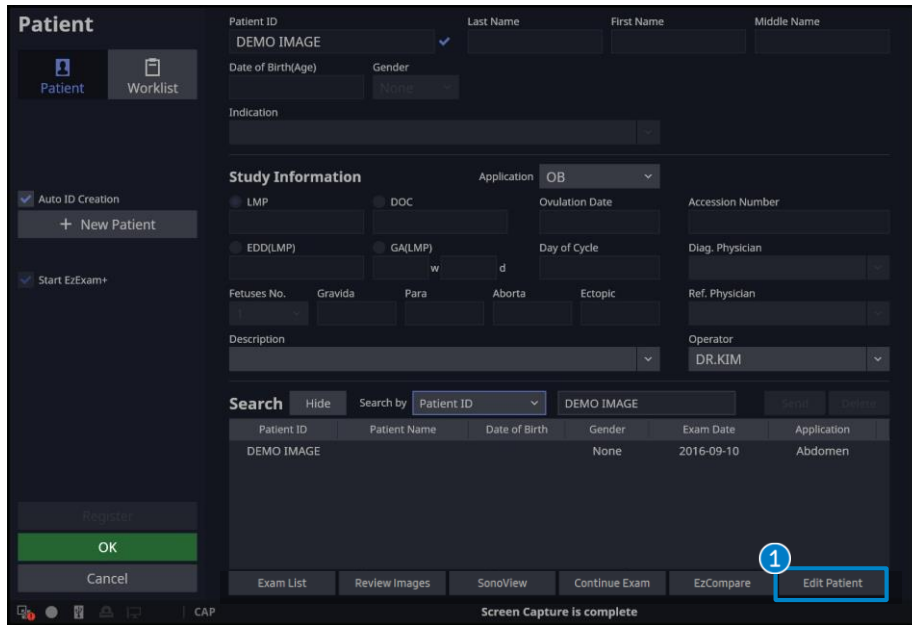 Patient
Patient
Worklist
Auto ID Creation
+ New Patient
Start EzExam+
Register
OK
Cancel
Patient ID Last Name First Name Middle Name
DEMO IMAGE
Date of Birth(Age) Gender
None
Indication
Study Information Application OB
LMP DOC Ovulation Date Accession Number
EDD(LMP) GA(LMP) Day of Cycle Diag. Physician
w d
Fetuses No. Gravida Para Aborta Ectopic Ref. Physician
1
Description Operator
DR.KIM
Search Hide Search by Patient ID DEMO IMAGE Send Delete
Patient ID Patient Name Date of Birth Gender Exam Date Application
DEMO IMAGE None 2016-09-10 Abdomen
1
Exam List Review Images SonoView Continue Exam EzCompare Edit Patient
CAP Screen Capture is complete